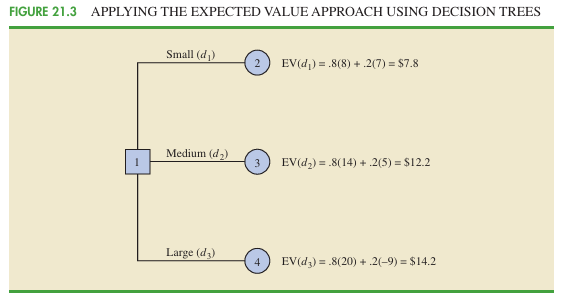 FIGURE 21.3 APPLYING THE EXPECTED VALUE APPROACH USING DECISION TREES
Small (d₁)
2 EV(d₁) = .8(8) + .2(7) = $7.8
Medium (d₂)
1
3 EV(d₂) = .8(14) + .2(5) = $12.2
Large (d₃)
4 EV(d₃) = .8(20) + .2(–9) = $14.2